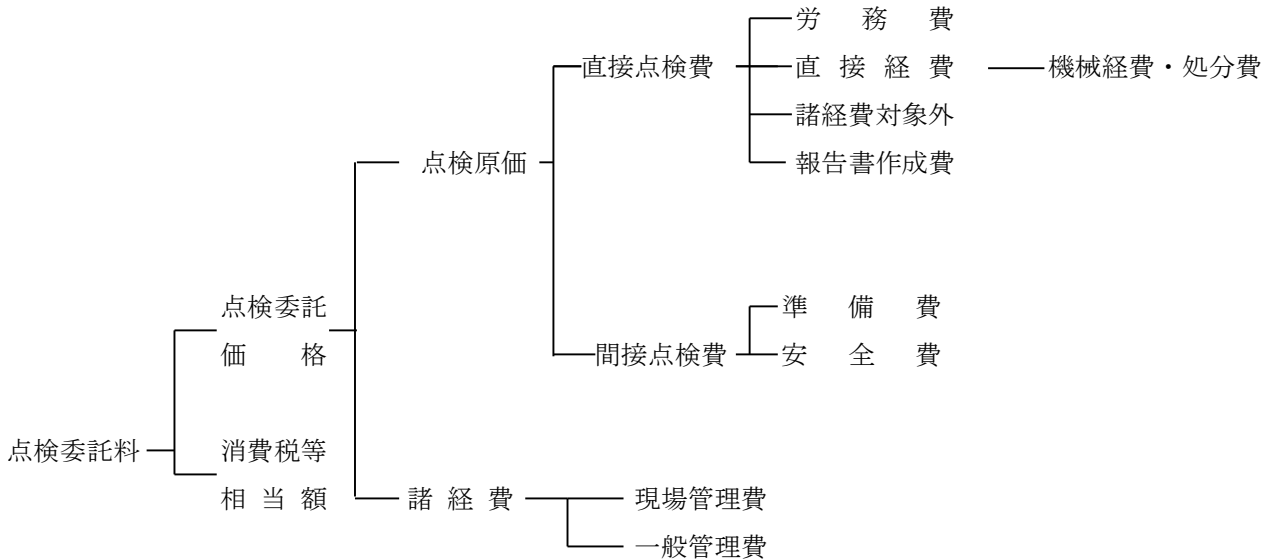 労務費
直接点検費 直接経費 機械経費・処分費
諸経費対象外
点検原価 報告書作成費
点検委託 準備費
価格 間接点検費 安全費
点検委託料 消費税等
相当額 諸経費 現場管理費
一般管理費